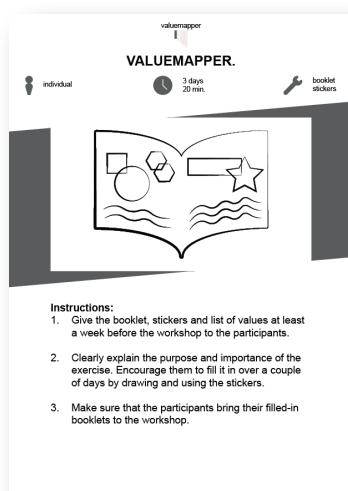 valuemapper
VALUEMAPPER.
individual
3 days
20 min.
booklet
stickers
Instructions:
1. Give the booklet, stickers and list of values at least
a week before the workshop to the participants.
2. Clearly explain the purpose and importance of the
exercise. Encourage them to fill it in over a couple
of days by drawing and using the stickers.
3. Make sure that the participants bring their filled-in
booklets to the workshop.